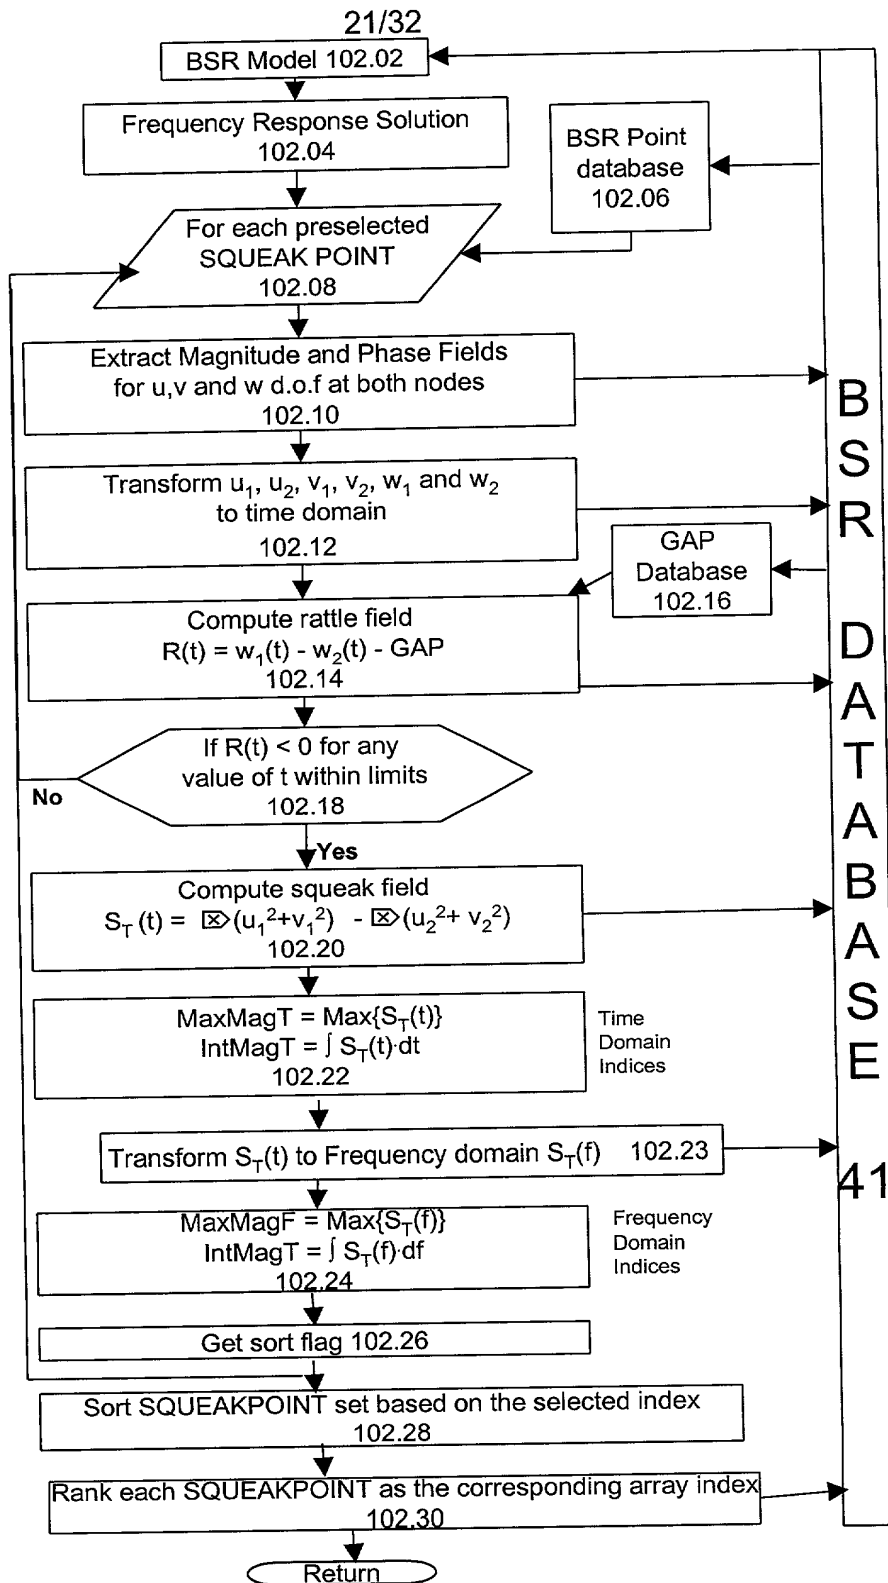 21/32
BSR Model 102.02
Frequency Response Solution
102.04
BSR Point
database
102.06
For each preselected
SQUEAK POINT
102.08
Extract Magnitude and Phase Fields
for u,v and w d.o.f at both nodes
102.10
Transform u₁, u₂, v₁, v₂, w₁ and w₂
to time domain
102.12
GAP
Database
102.16
Compute rattle field
R(t) = w₁(t) - w₂(t) - GAP
102.14
If R(t) < 0 for any
value of t within limits
102.18
No
Yes
Compute squeak field
S_T (t) = ⌦(u₁²+v₁²) - ⌦(u₂²+ v₂²)
102.20
MaxMagT = Max{S_T(t)}
IntMagT = ∫ S_T(t)·dt
102.22
Time
Domain
Indices
Transform S_T(t) to Frequency domain S_T(f) 102.23
MaxMagF = Max{S_T(f)}
IntMagT = ∫ S_T(f)·df
102.24
Frequency
Domain
Indices
Get sort flag 102.26
Sort SQUEAKPOINT set based on the selected index
102.28
Rank each SQUEAKPOINT as the corresponding array index
102.30
Return
BSR DATABASE
41